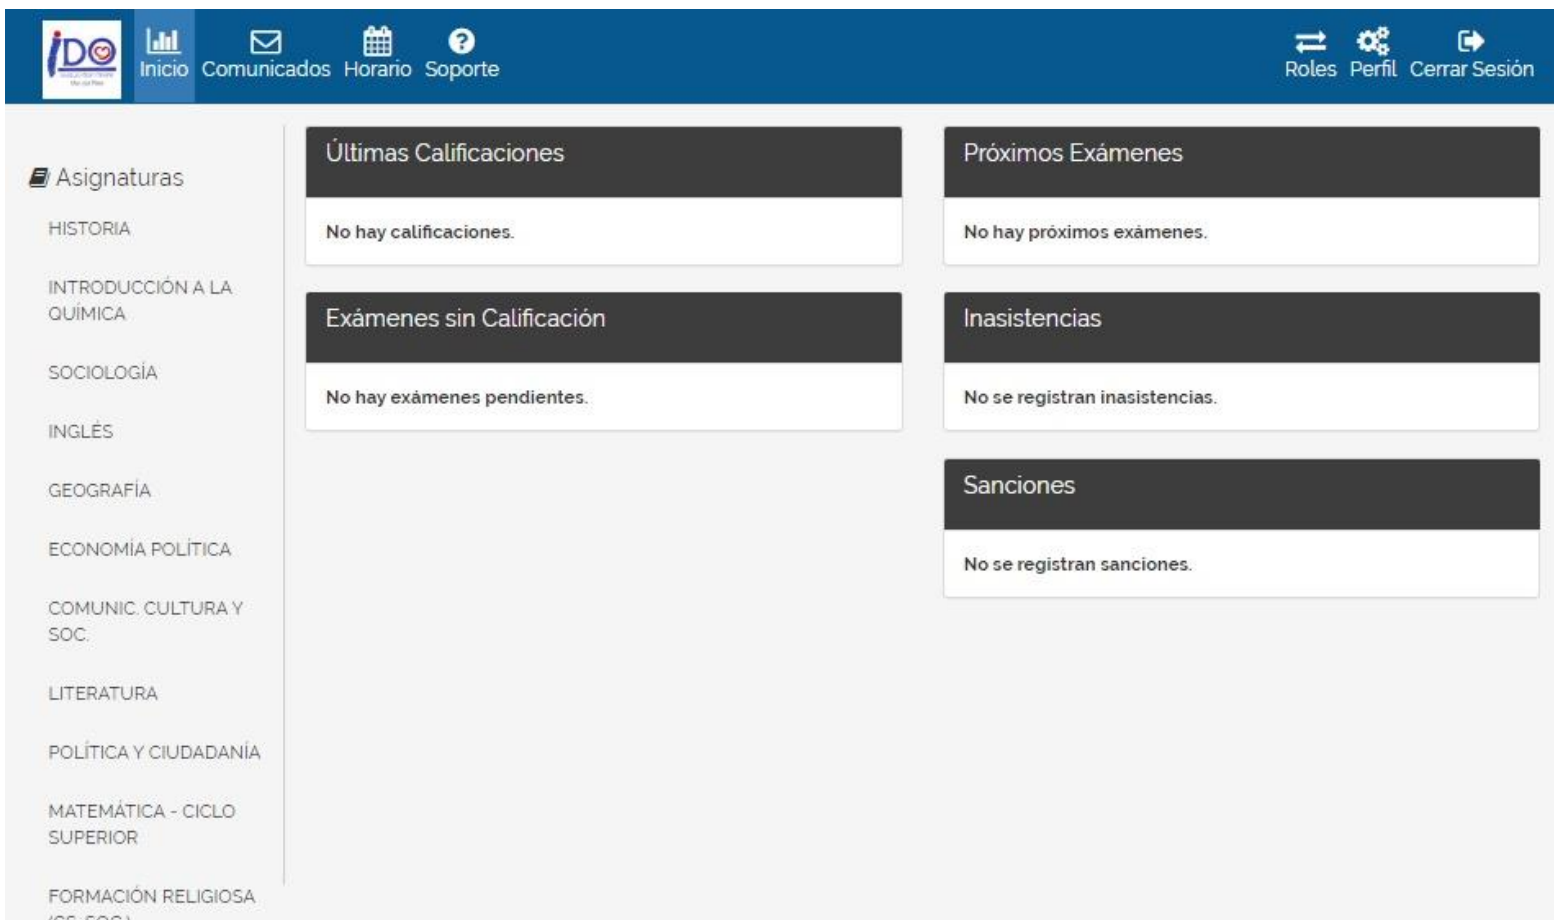 iDO
Inicio Comunicados Horario Soporte
Roles Perfil Cerrar Sesión
Asignaturas
HISTORIA
INTRODUCCIÓN A LA
QUÍMICA
SOCIOLOGÍA
INGLÉS
GEOGRAFÍA
ECONOMÍA POLÍTICA
COMUNIC. CULTURA Y
SOC.
LITERATURA
POLÍTICA Y CIUDADANÍA
MATEMÁTICA - CICLO
SUPERIOR
FORMACIÓN RELIGIOSA
Últimas Calificaciones
No hay calificaciones.
Exámenes sin Calificación
No hay exámenes pendientes.
Próximos Exámenes
No hay próximos exámenes.
Inasistencias
No se registran inasistencias.
Sanciones
No se registran sanciones.